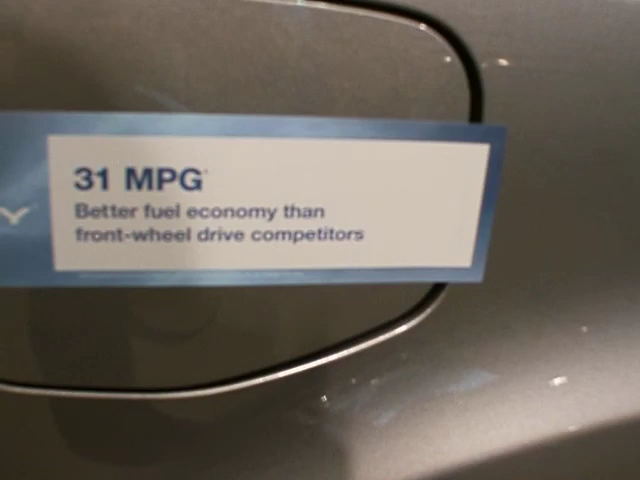 31 MPG*
Better fuel economy than
front-wheel drive competitors
Y